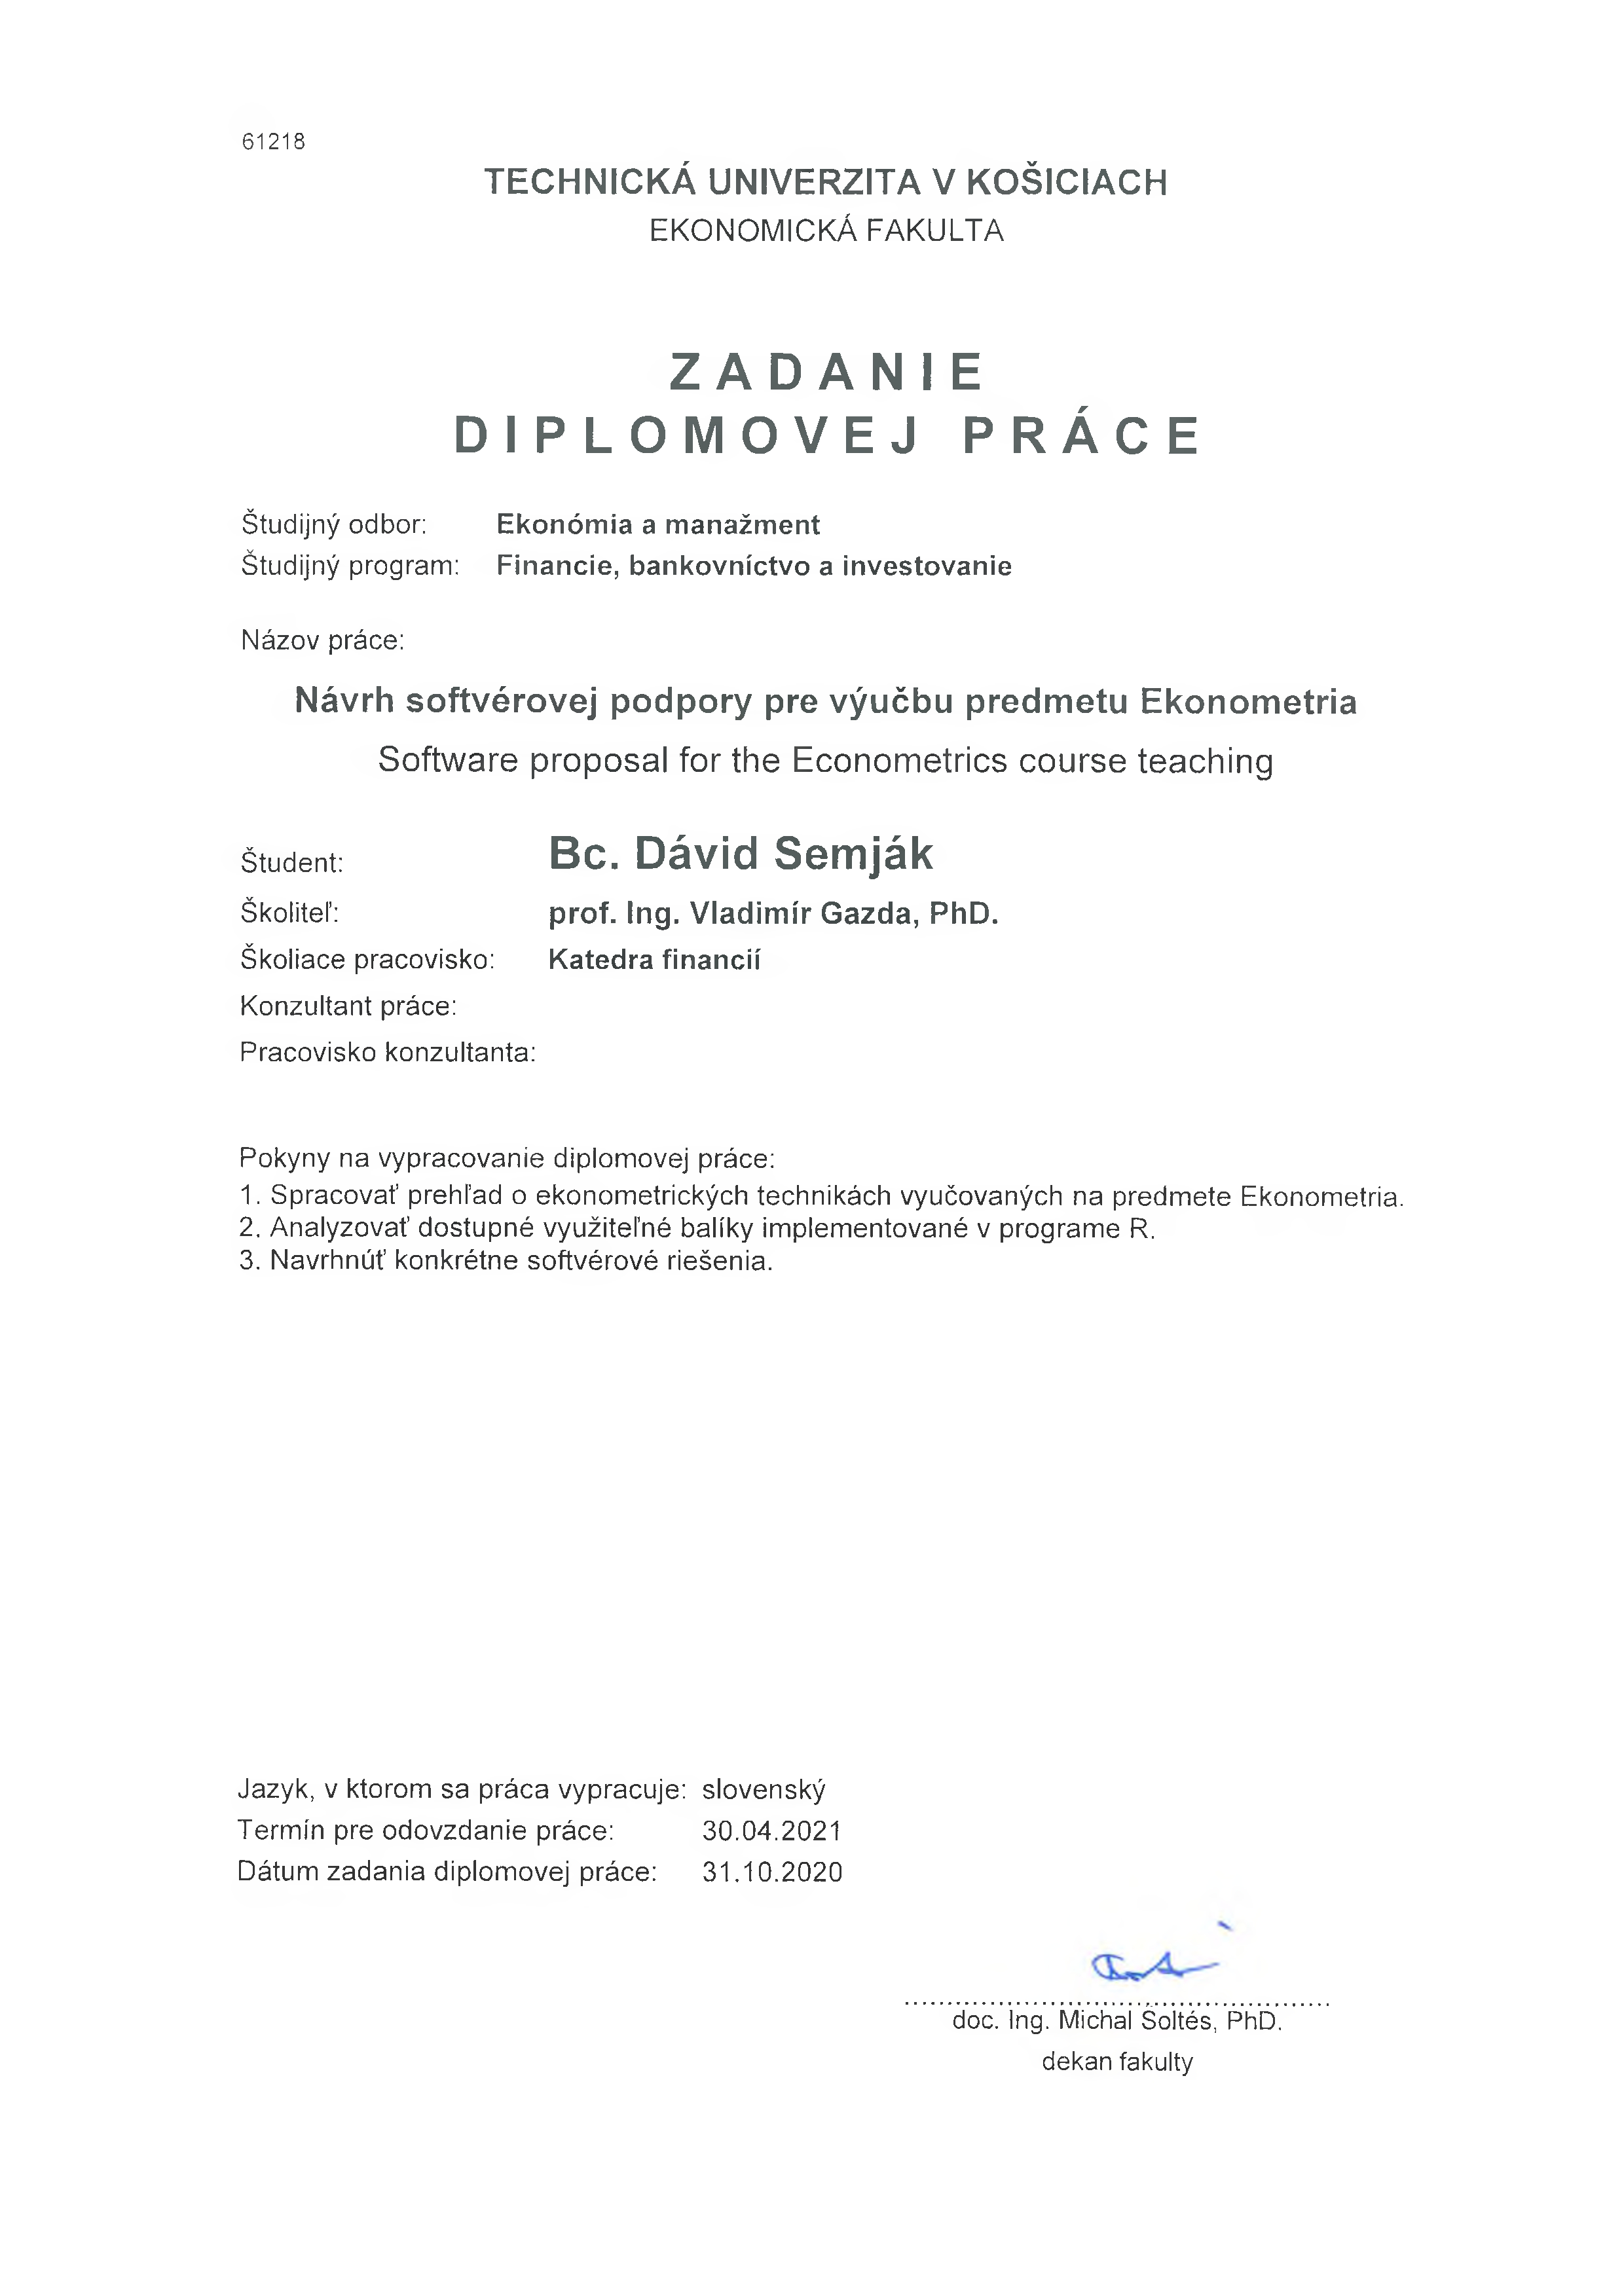 61218
TECHNICKÁ UNIVERZITA V KOŠICIACH
EKONOMICKÁ FAKULTA
ZADANIE
DIPLOMOVEJ PRÁCE
Študijný odbor: Ekonómia a manažment
Študijný program: Financie, bankovníctvo a investovanie
Názov práce:
Návrh softvérovej podpory pre výučbu predmetu Ekonometria
Software proposal for the Econometrics course teaching
Študent: Bc. Dávid Semják
Školiteľ: prof. Ing. Vladimír Gazda, PhD.
Školiace pracovisko: Katedra financií
Konzultant práce:
Pracovisko konzultanta:
Pokyny na vypracovanie diplomovej práce:
1. Spracovať prehľad o ekonometrických technikách vyučovaných na predmete Ekonometria.
2. Analyzovať dostupné využiteľné balíky implementované v programe R.
3. Navrhnúť konkrétne softvérové riešenia.
Jazyk, v ktorom sa práca vypracuje: slovenský
Termín pre odovzdanie práce: 30.04.2021
Dátum zadania diplomovej práce: 31.10.2020
doc. Ing. Michal Šoltés, PhD.
dekan fakulty